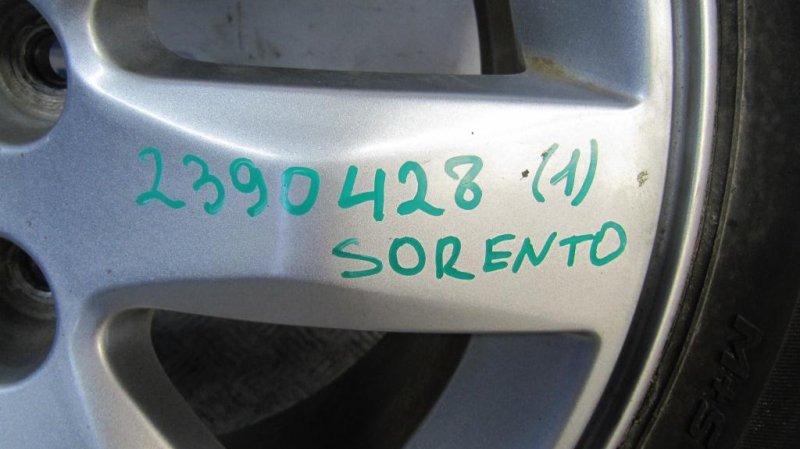 2390428 (1)
SORENTO
M+S